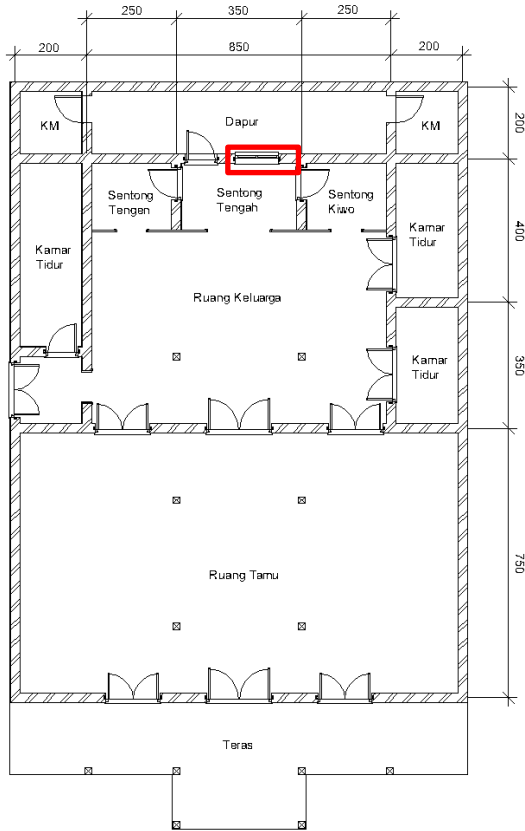 250
350
250
200
850
200
KM
Dapur
KM
200
Sentong
Tengen
Sentong
Tengah
Sentong
Kiwo
Kamar
Tidur
Kamar
Tidur
400
Ruang Keluarga
Kamar
Tidur
350
Ruang Tamu
750
Teras